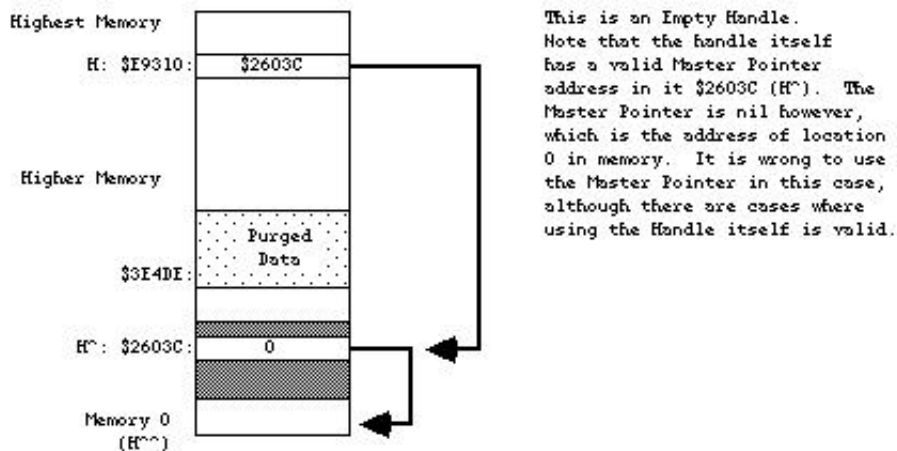 Highest Memory
H: $E9310:
$2603C
Higher Memory
Purged
Data
$3E4DE:
H^: $2603C:
0
Memory 0
(H^^)
This is an Empty Handle.
Note that the handle itself
has a valid Master Pointer
address in it $2603C (H^). The
Master Pointer is nil however,
which is the address of location
0 in memory. It is wrong to use
the Master Pointer in this case,
although there are cases where
using the Handle itself is valid.